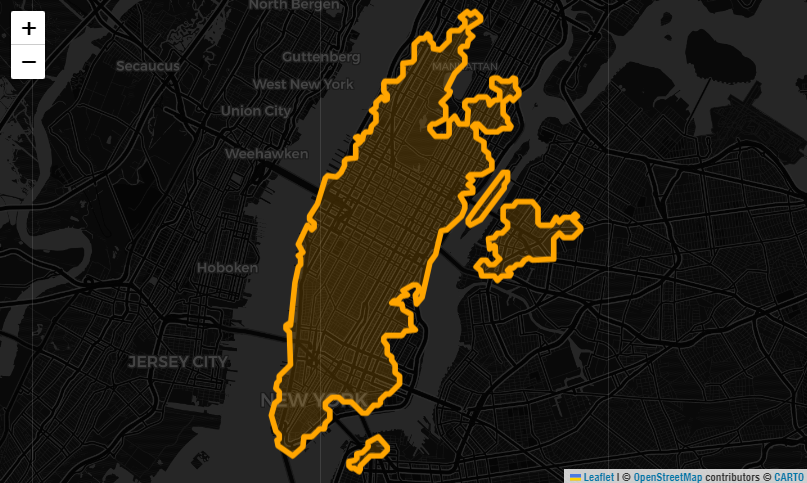 North Bergen
+
−
Guttenberg
Secaucus
MANHATTAN
West New York
Union City
Weehawken
Hoboken
JERSEY CITY
NEW YORK
Leaflet | © OpenStreetMap contributors © CARTO